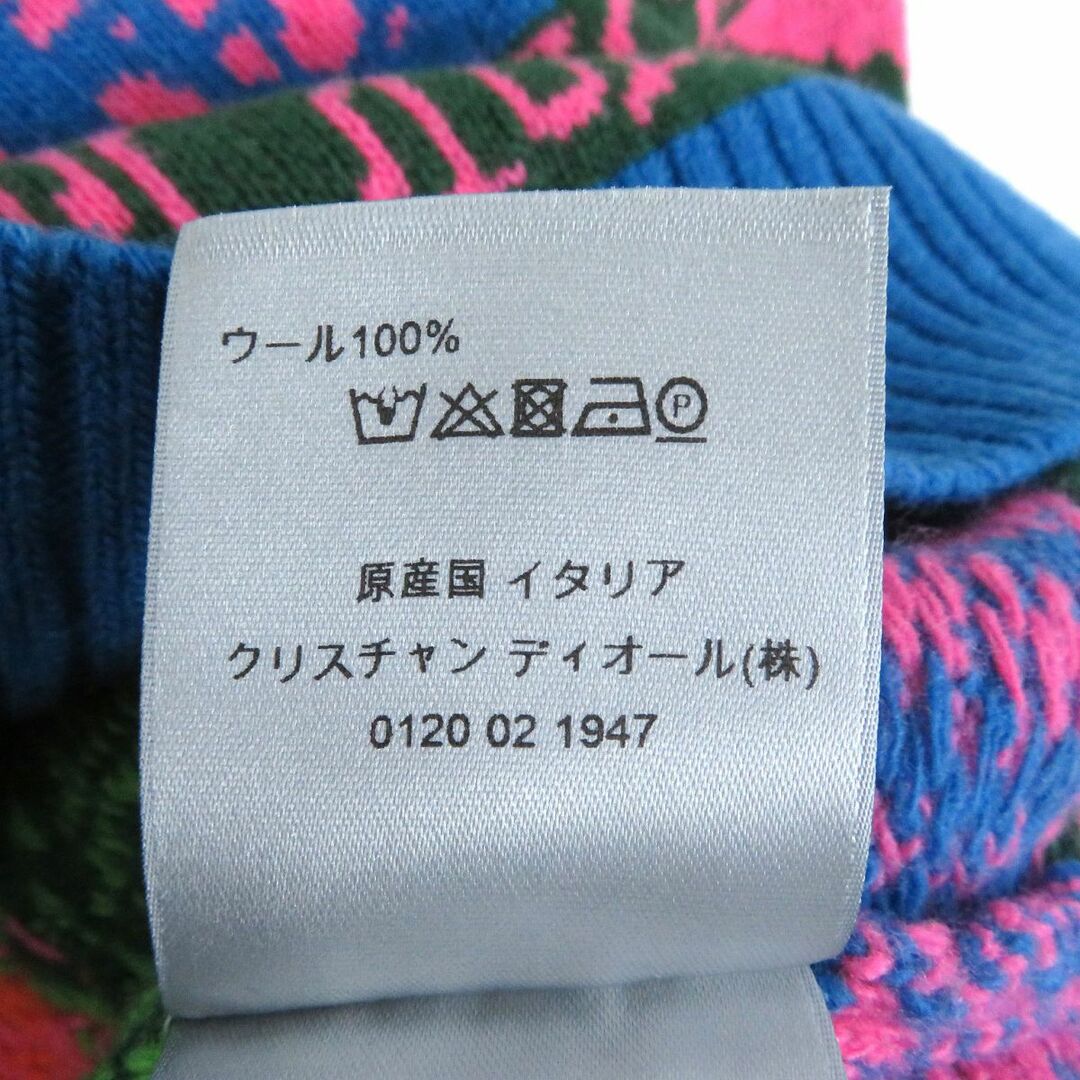 ウール100%
P
原産国 イタリア
クリスチャン ディオール(株)
0120 02 1947